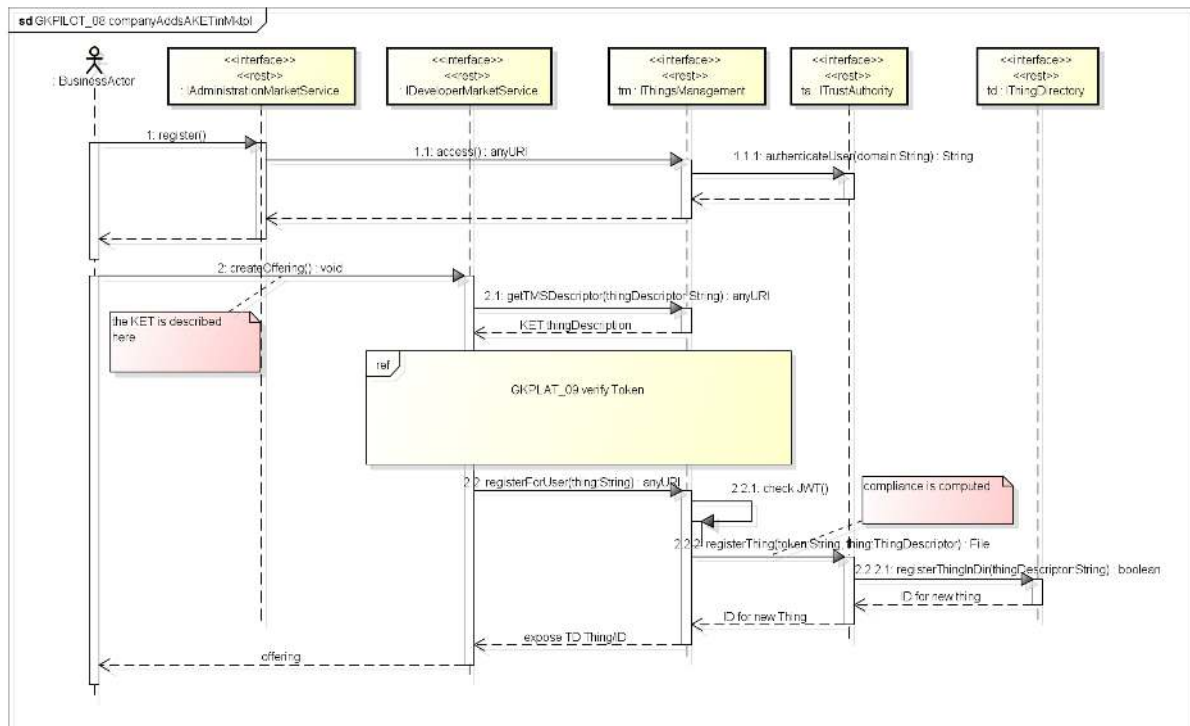 sd GKPILOT_08 companyAddsAKETinMktpl
: BusinessActor
<<interface>>
<<rest>>
: IAdministrationMarketService
<<interface>>
<<rest>>
: IDeveloperMarketService
<<interface>>
<<rest>>
tm : IThingsManagement
<<interface>>
<<rest>>
ta : ITrustAuthority
<<interface>>
<<rest>>
td : IThingDirectory
1: register()
1.1: access() : anyURI
1.1.1: authenticateUser(domain:String) : String
2: createOffering() : void
2.1: getTMSDescriptor(thingDescriptor:String) : anyURI
the KET is described
here
KET thingDescription
ref
GKPLAT_09 verify Token
2.2: registerForUser(thing:String) : anyURI
2.2.1: check JWT()
compliance is computed
2.2.2: registerThing(token:String, thing:ThingDescriptor) : File
2.2.2.1: registerThingInDir(thingDescriptor:String) : boolean
ID for new thing
ID for new Thing
expose TD Thing/ID
offering